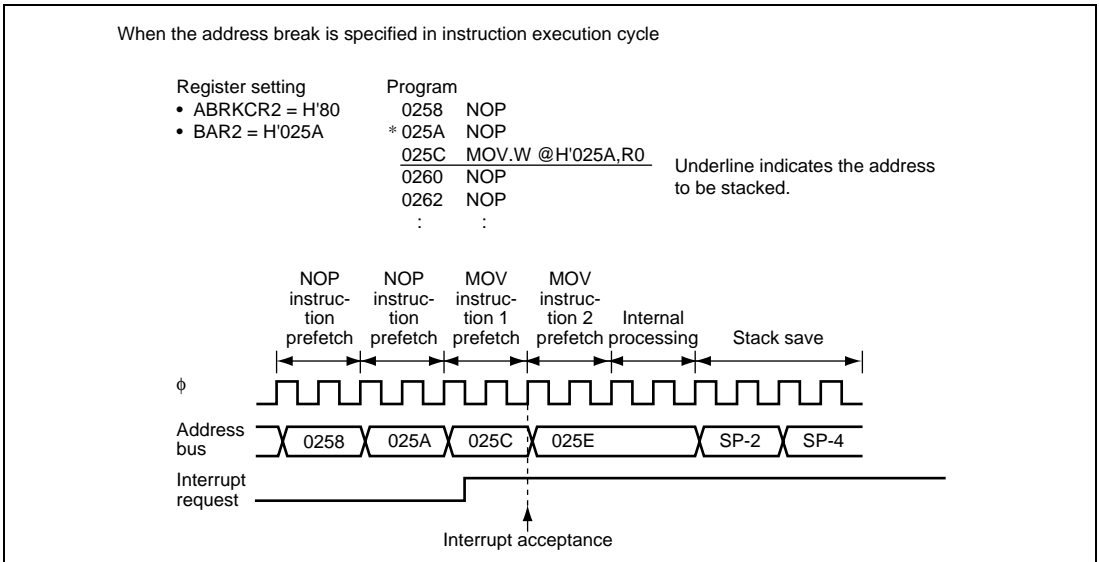 When the address break is specified in instruction execution cycle
Register setting
• ABRKCR2 = H'80
• BAR2 = H'025A
Program
0258 NOP
* 025A NOP
025C MOV.W @H'025A,R0
0260 NOP
0262 NOP
: :
Underline indicates the address
to be stacked.
NOP
instruc-
tion
prefetch
NOP
instruc-
tion
prefetch
MOV
instruc-
tion 1
prefetch
MOV
instruc-
tion 2
prefetch
Internal
processing
Stack save
φ
Address
bus
0258 025A 025C 025E SP-2 SP-4
Interrupt
request
Interrupt acceptance